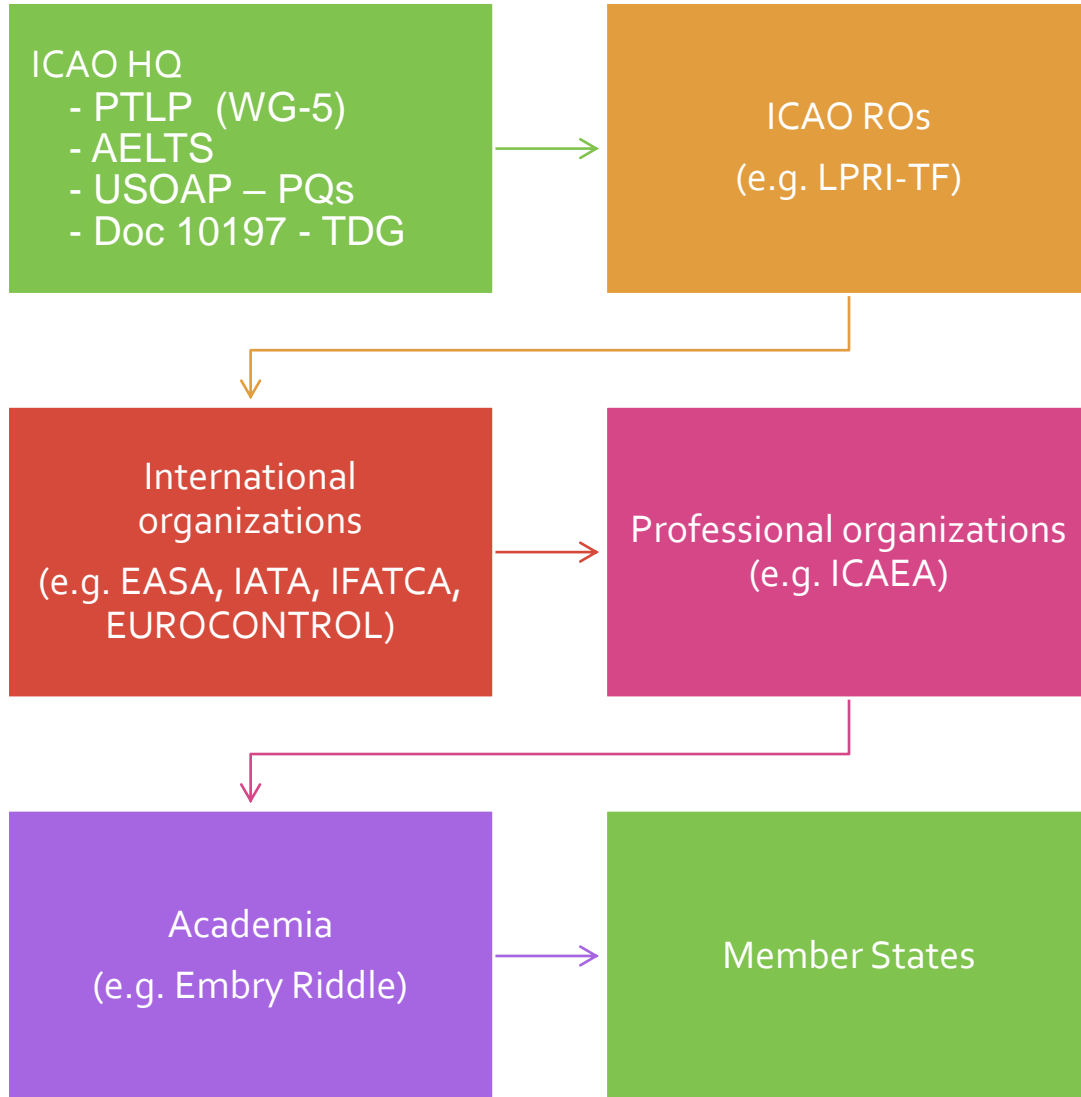 ICAO HQ
- PTLP (WG-5)
- AELTS
- USOAP – PQs
- Doc 10197 - TDG
ICAO ROs
(e.g. LPRI-TF)
International
organizations
(e.g. EASA, IATA, IFATCA,
EUROCONTROL)
Professional organizations
(e.g. ICAEA)
Academia
(e.g. Embry Riddle)
Member States